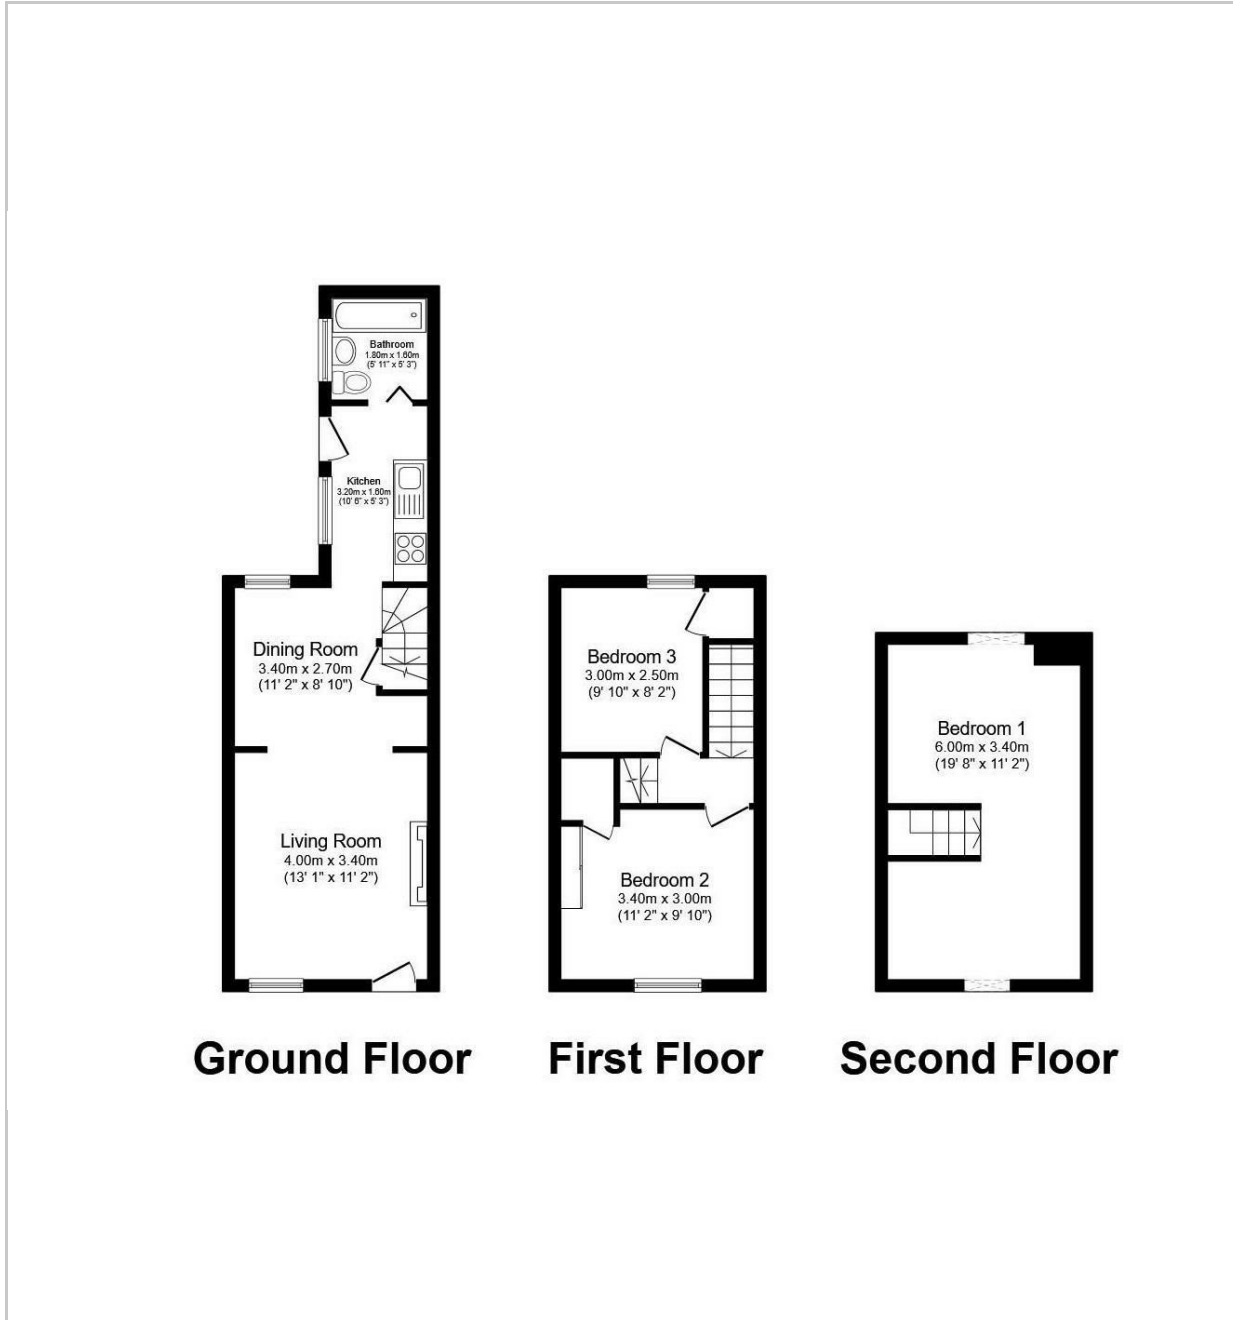 Bathroom
1.80m x 1.60m
(5' 11" x 5' 3")
Kitchen
3.20m x 1.60m
(10' 6" x 5' 3")
Dining Room
3.40m x 2.70m
(11' 2" x 8' 10")
Living Room
4.00m x 3.40m
(13' 1" x 11' 2")
Ground Floor
Bedroom 3
3.00m x 2.50m
(9' 10" x 8' 2")
Bedroom 2
3.40m x 3.00m
(11' 2" x 9' 10")
First Floor
Bedroom 1
6.00m x 3.40m
(19' 8" x 11' 2")
Second Floor